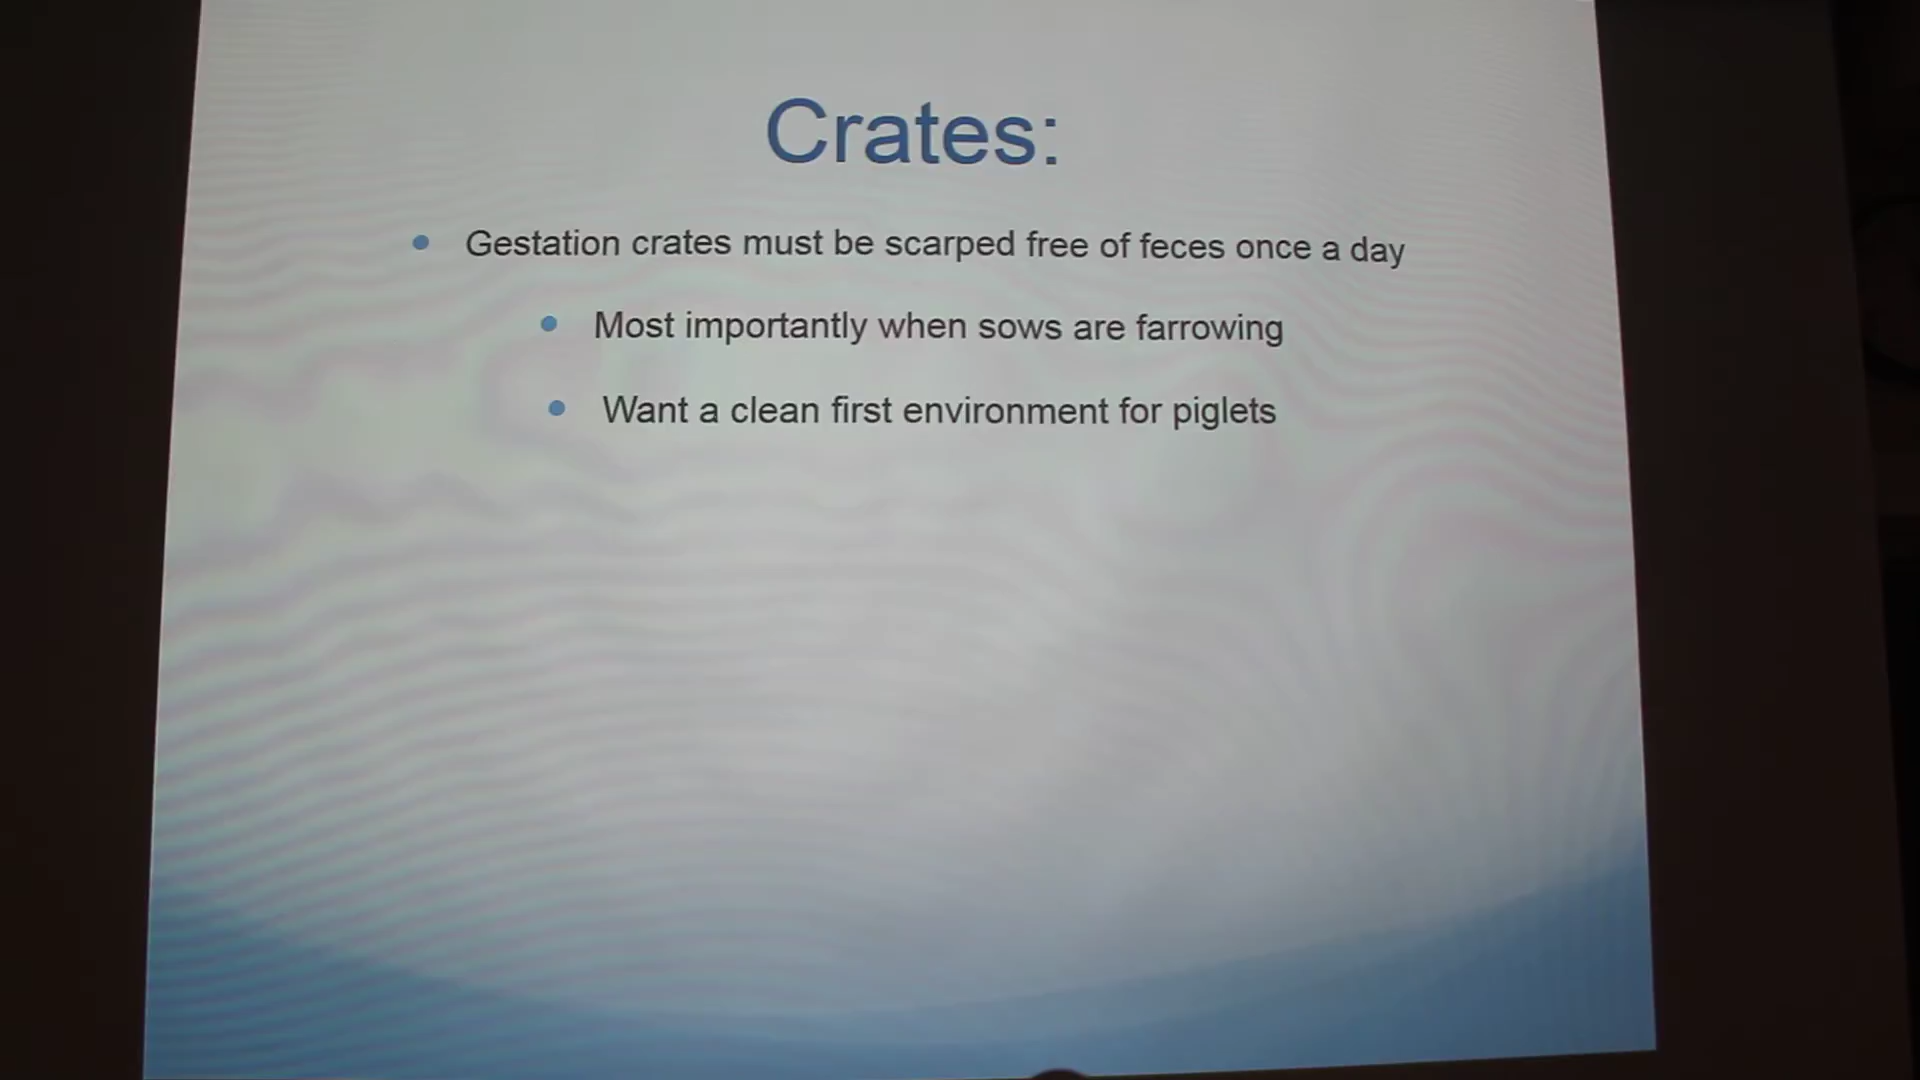 Crates:
Gestation crates must be scarped free of feces once a day
Most importantly when sows are farrowing
Want a clean first environment for piglets